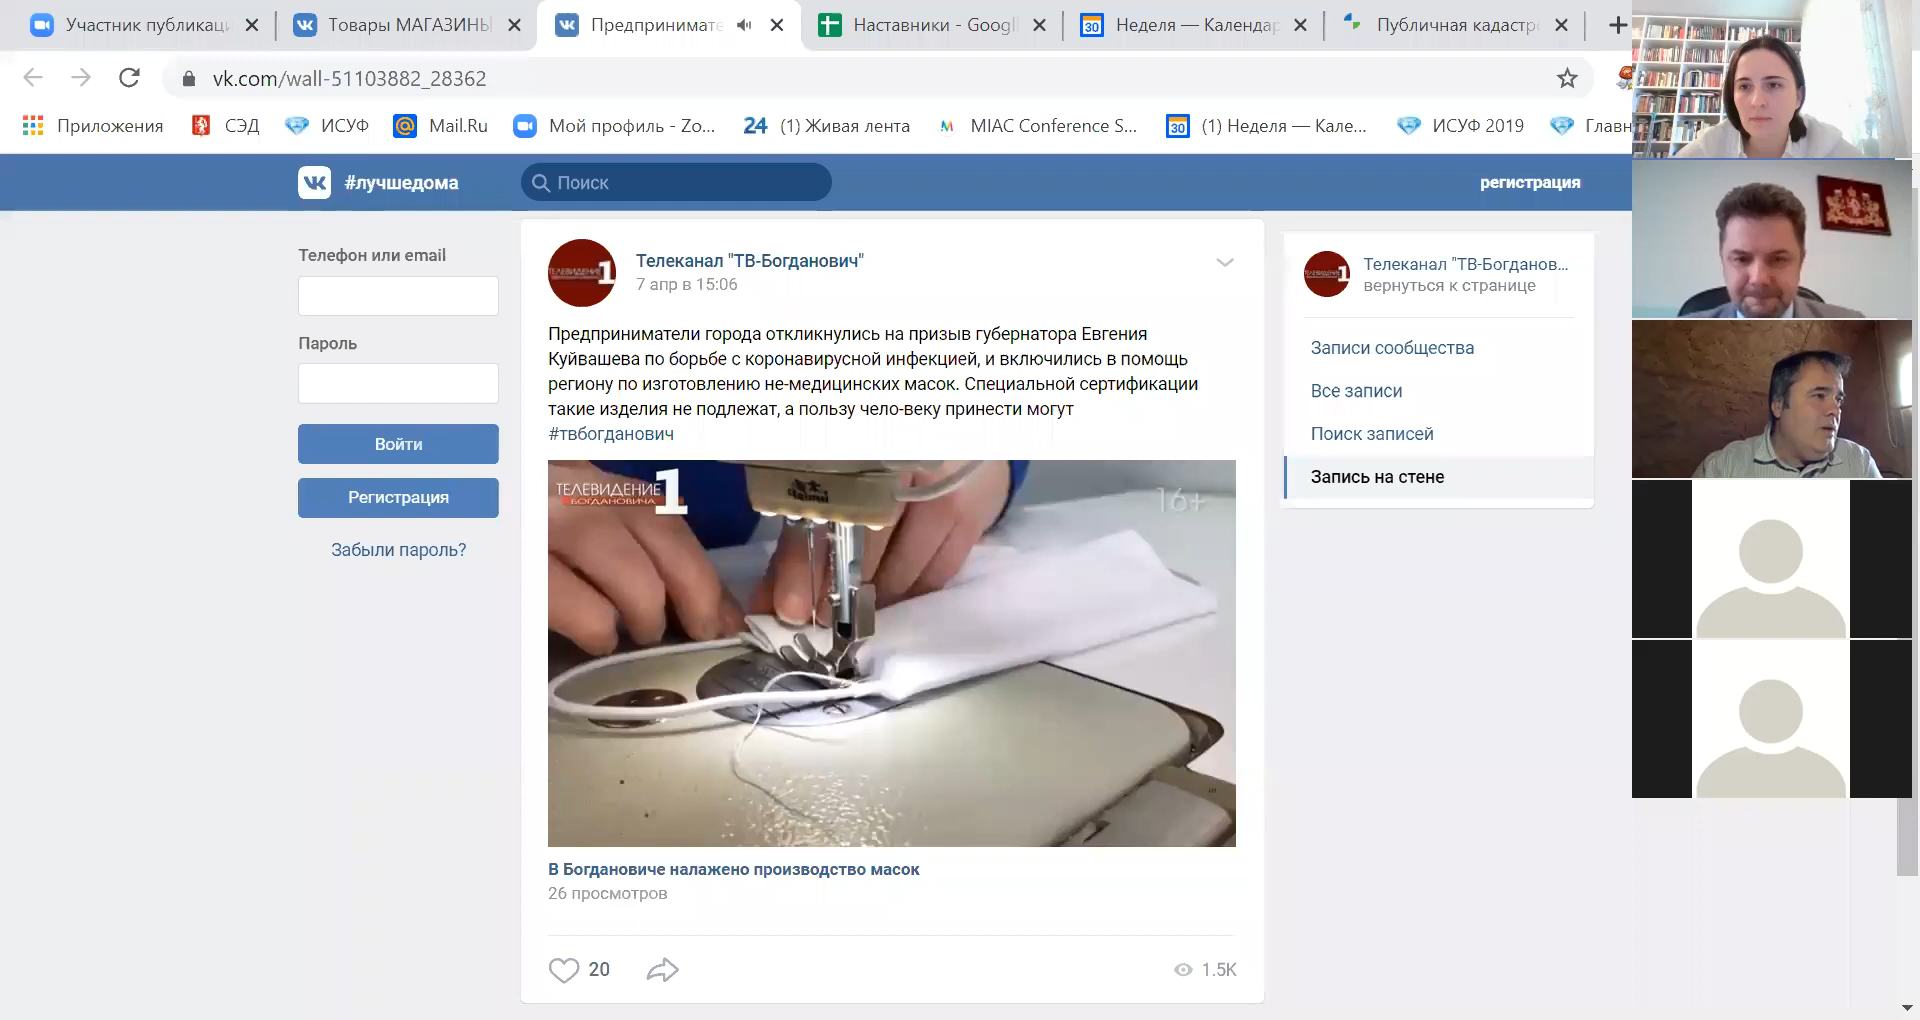 Участник публикаци
Товары МАГАЗИНЫ
Предпринимате
Наставники - Googl
Неделя — Календар
Публичная кадастро
vk.com/wall-51103882_28362
Приложения
СЭД
ИСУФ
Mail.Ru
Мой профиль - Zo...
24 (1) Живая лента
MIAC Conference S...
30 (1) Неделя — Кале...
ИСУФ 2019
Главн
#лучшедома
Поиск
регистрация
Телефон или email
Пароль
Войти
Регистрация
Забыли пароль?
Телеканал "ТВ-Богданович"
7 апр в 15:06
Предприниматели города откликнулись на призыв губернатора Евгения
Куйвашева по борьбе с коронавирусной инфекцией, и включились в помощь
региону по изготовлению не-медицинских масок. Специальной сертификации
такие изделия не подлежат, а пользу чело-веку принести могут
#твбогданович
ТЕЛЕВИДЕНИЕ 1
БОГДАНОВИЧА
16+
В Богдановиче налажено производство масок
26 просмотров
20
1.5K
Телеканал "ТВ-Богданов...
вернуться к странице
Записи сообщества
Все записи
Поиск записей
Запись на стене